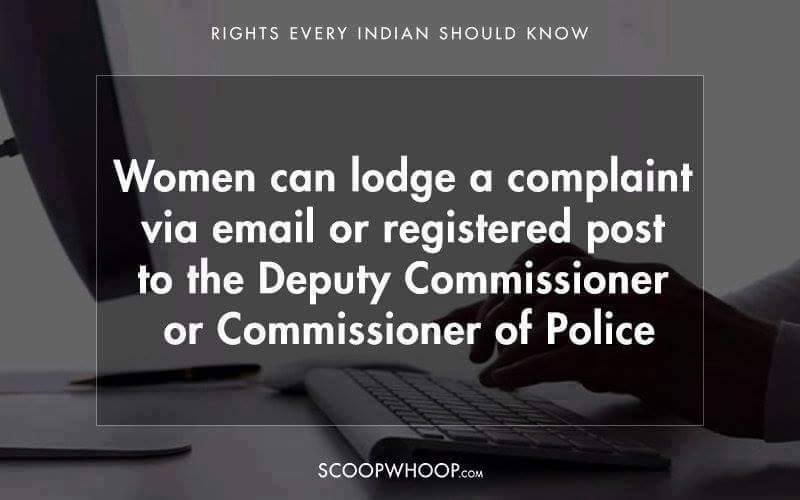 RIGHTS EVERY INDIAN SHOULD KNOW
Women can lodge a complaint
via email or registered post
to the Deputy Commissioner
or Commissioner of Police
SCOOPWHOOP.COM